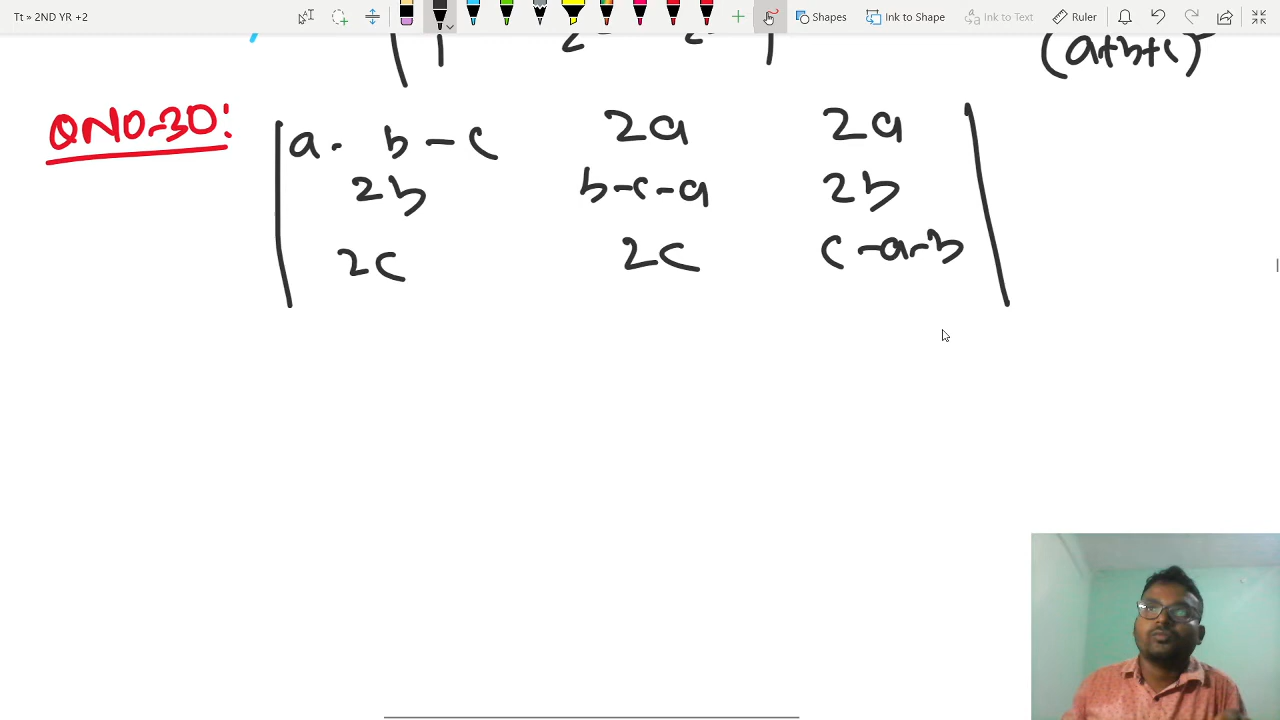 Tt » 2ND YR +2
Shapes Ink to Shape Ink to Text Ruler
(a+b+c)²
QNO-30:
a - b - c 2a 2a
2b b-c-a 2b
2c 2c c-a-b